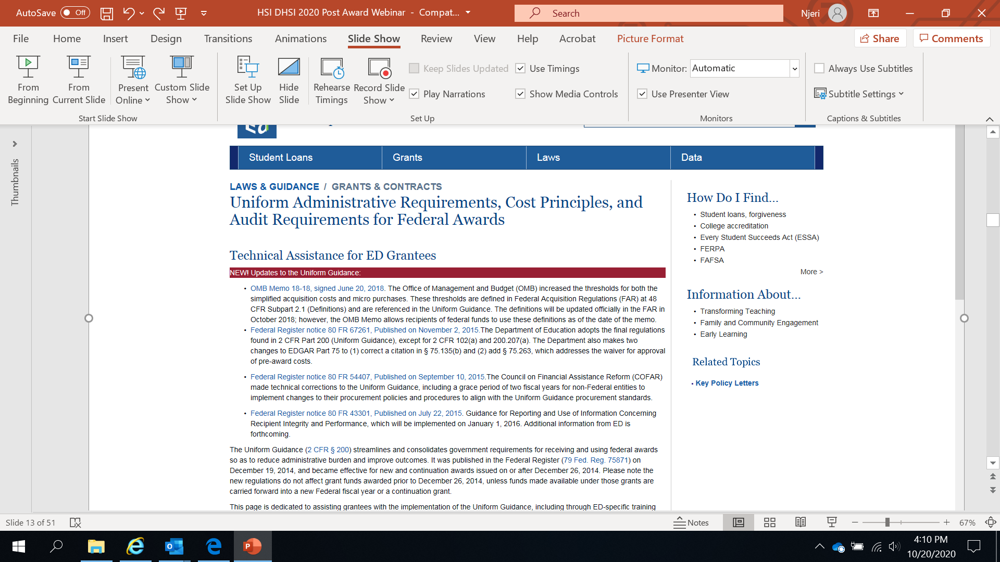 AutoSave Off HSI DHSI 2020 Post Award Webinar - Compat... Search Njeri
File Home Insert Design Transitions Animations Slide Show Review View Help Acrobat Picture Format Share Comments
From Beginning
From Current Slide
Present Online
Custom Slide Show
Set Up Slide Show
Hide Slide
Rehearse Timings
Record Slide Show
Keep Slides Updated
Play Narrations
Use Timings
Show Media Controls
Monitor: Automatic
Use Presenter View
Always Use Subtitles
Subtitle Settings
Start Slide Show Set Up Monitors Captions & Subtitles
Thumbnails
Student Loans Grants Laws Data
LAWS & GUIDANCE / GRANTS & CONTRACTS
Uniform Administrative Requirements, Cost Principles, and
Audit Requirements for Federal Awards
Technical Assistance for ED Grantees
NEW! Updates to the Uniform Guidance:
• OMB Memo 18-18, signed June 20, 2018. The Office of Management and Budget (OMB) increased the thresholds for both the
simplified acquisition costs and micro purchases. These thresholds are defined in Federal Acquisition Regulations (FAR) at 48
CFR Subpart 2.1 (Definitions) and are referenced in the Uniform Guidance. The definitions will be updated officially in the FAR in
October 2018; however, the OMB Memo allows recipients of federal funds to use these definitions as of the date of the memo.
• Federal Register notice 80 FR 67261, Published on November 2, 2015.The Department of Education adopts the final regulations
found in 2 CFR Part 200 (Uniform Guidance), except for 2 CFR 102(a) and 200.207(a). The Department also makes two
changes to EDGAR Part 75 to (1) correct a citation in § 75.135(b) and (2) add § 75.263, which addresses the waiver for approval
of pre-award costs.
• Federal Register notice 80 FR 54407, Published on September 10, 2015.The Council on Financial Assistance Reform (COFAR)
made technical corrections to the Uniform Guidance, including a grace period of two fiscal years for non-Federal entities to
implement changes to their procurement policies and procedures to align with the Uniform Guidance procurement standards.
• Federal Register notice 80 FR 43301, Published on July 22, 2015. Guidance for Reporting and Use of Information Concerning
Recipient Integrity and Performance, which will be implemented on January 1, 2016. Additional information from ED is
forthcoming.
The Uniform Guidance (2 CFR § 200) streamlines and consolidates government requirements for receiving and using federal awards
so as to reduce administrative burden and improve outcomes. It was published in the Federal Register (79 Fed. Reg. 75871) on
December 19, 2014, and became effective for new and continuation awards issued on or after December 26, 2014. Please note the
new regulations do not affect grant funds awarded prior to December 26, 2014, unless funds made available under those grants are
carried forward into a new Federal fiscal year or a continuation grant.
This page is dedicated to assisting grantees with the implementation of the Uniform Guidance, including through ED-specific training
How Do I Find...
• Student loans, forgiveness
• College accreditation
• Every Student Succeeds Act (ESSA)
• FERPA
• FAFSA
More >
Information About...
• Transforming Teaching
• Family and Community Engagement
• Early Learning
Related Topics
Key Policy Letters
Slide 13 of 51 Notes 67%
4:10 PM
10/20/2020